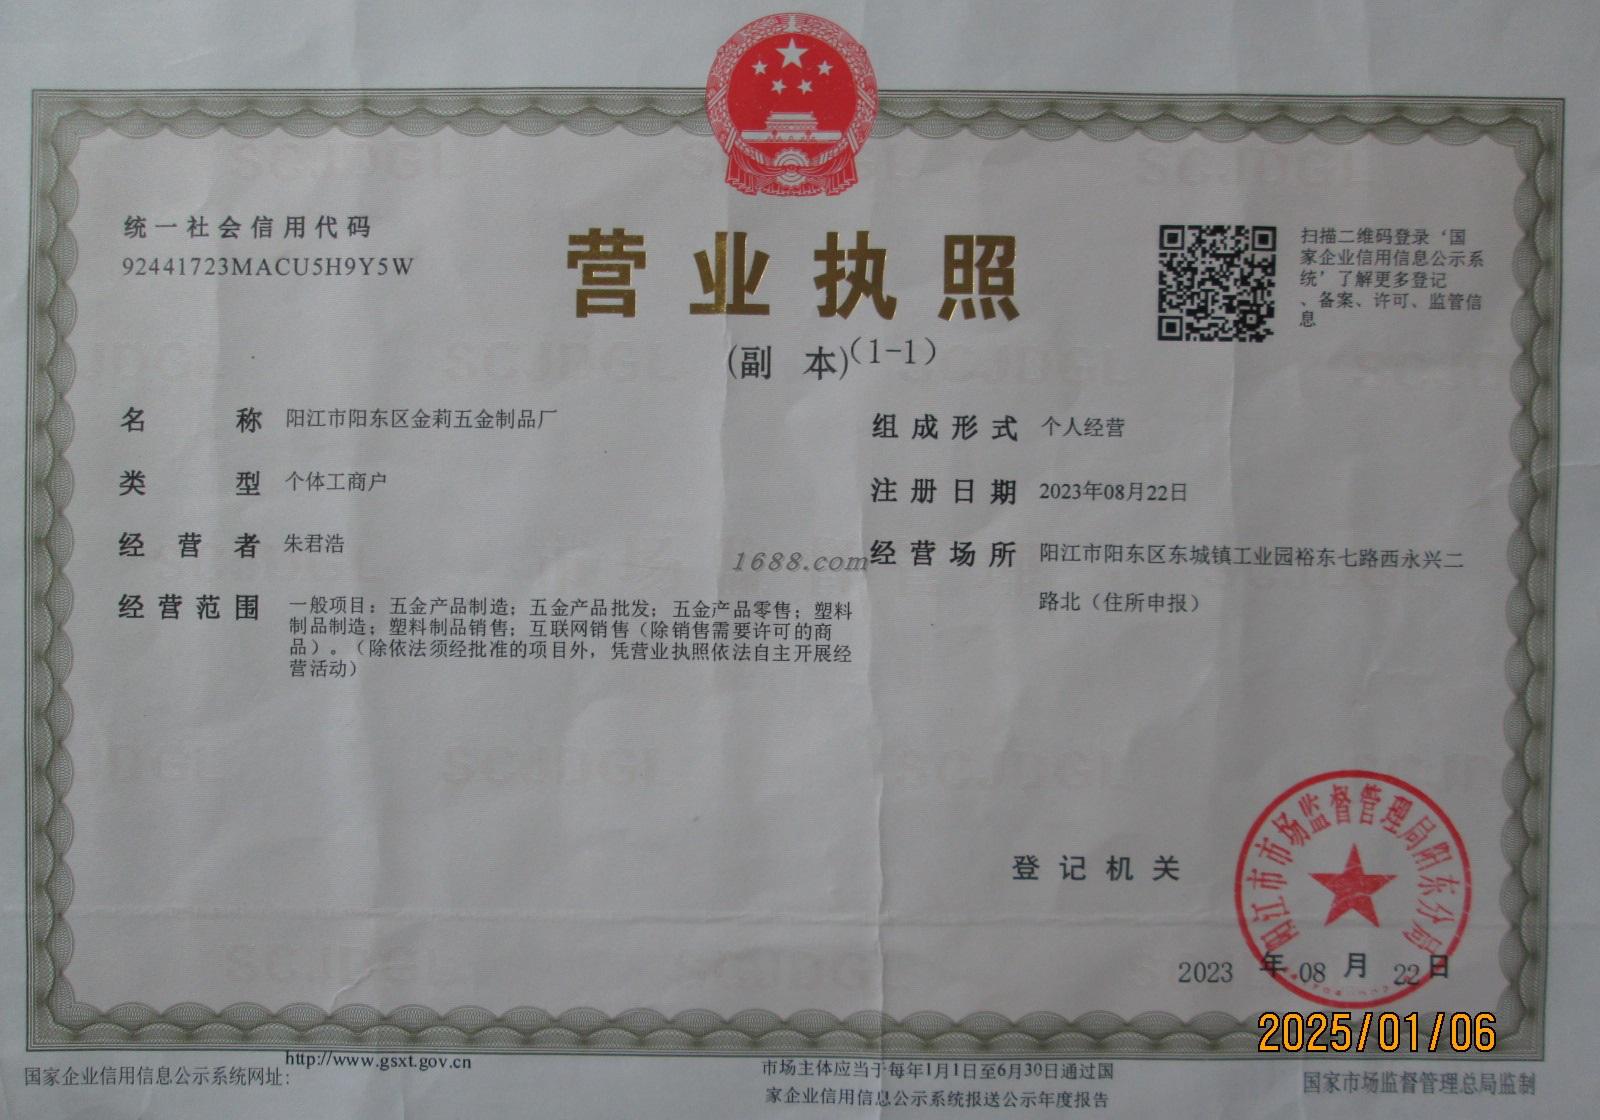 统一社会信用代码
92441723MACU5H9Y5W
营业执照
(副 本)(1-1)
扫描二维码登录‘国
家企业信用信息公示系
统’了解更多登记
、备案、许可、监管信
息
名 称 阳江市阳东区金莉五金制品厂
类 型 个体工商户
经 营 者 朱君浩
经营范围 一般项目：五金产品制造；五金产品批发；五金产品零售；塑料
制品制造；塑料制品销售；互联网销售（除销售需要许可的商
品）。（除依法须经批准的项目外，凭营业执照依法自主开展经
营活动）
组成形式 个人经营
注册日期 2023年08月22日
经营场所 阳江市阳东区东城镇工业园裕东七路西永兴二
路北（住所申报）
1688.com
SCJDGL
登记机关
阳江市市场监督管理局阳东分局
2023 年 08 月 22 日
2025/01/06
国家企业信用信息公示系统网址：
http://www.gsxt.gov.cn
市场主体应当于每年1月1日至6月30日通过国
家企业信用信息公示系统报送公示年度报告
国家市场监督管理总局监制